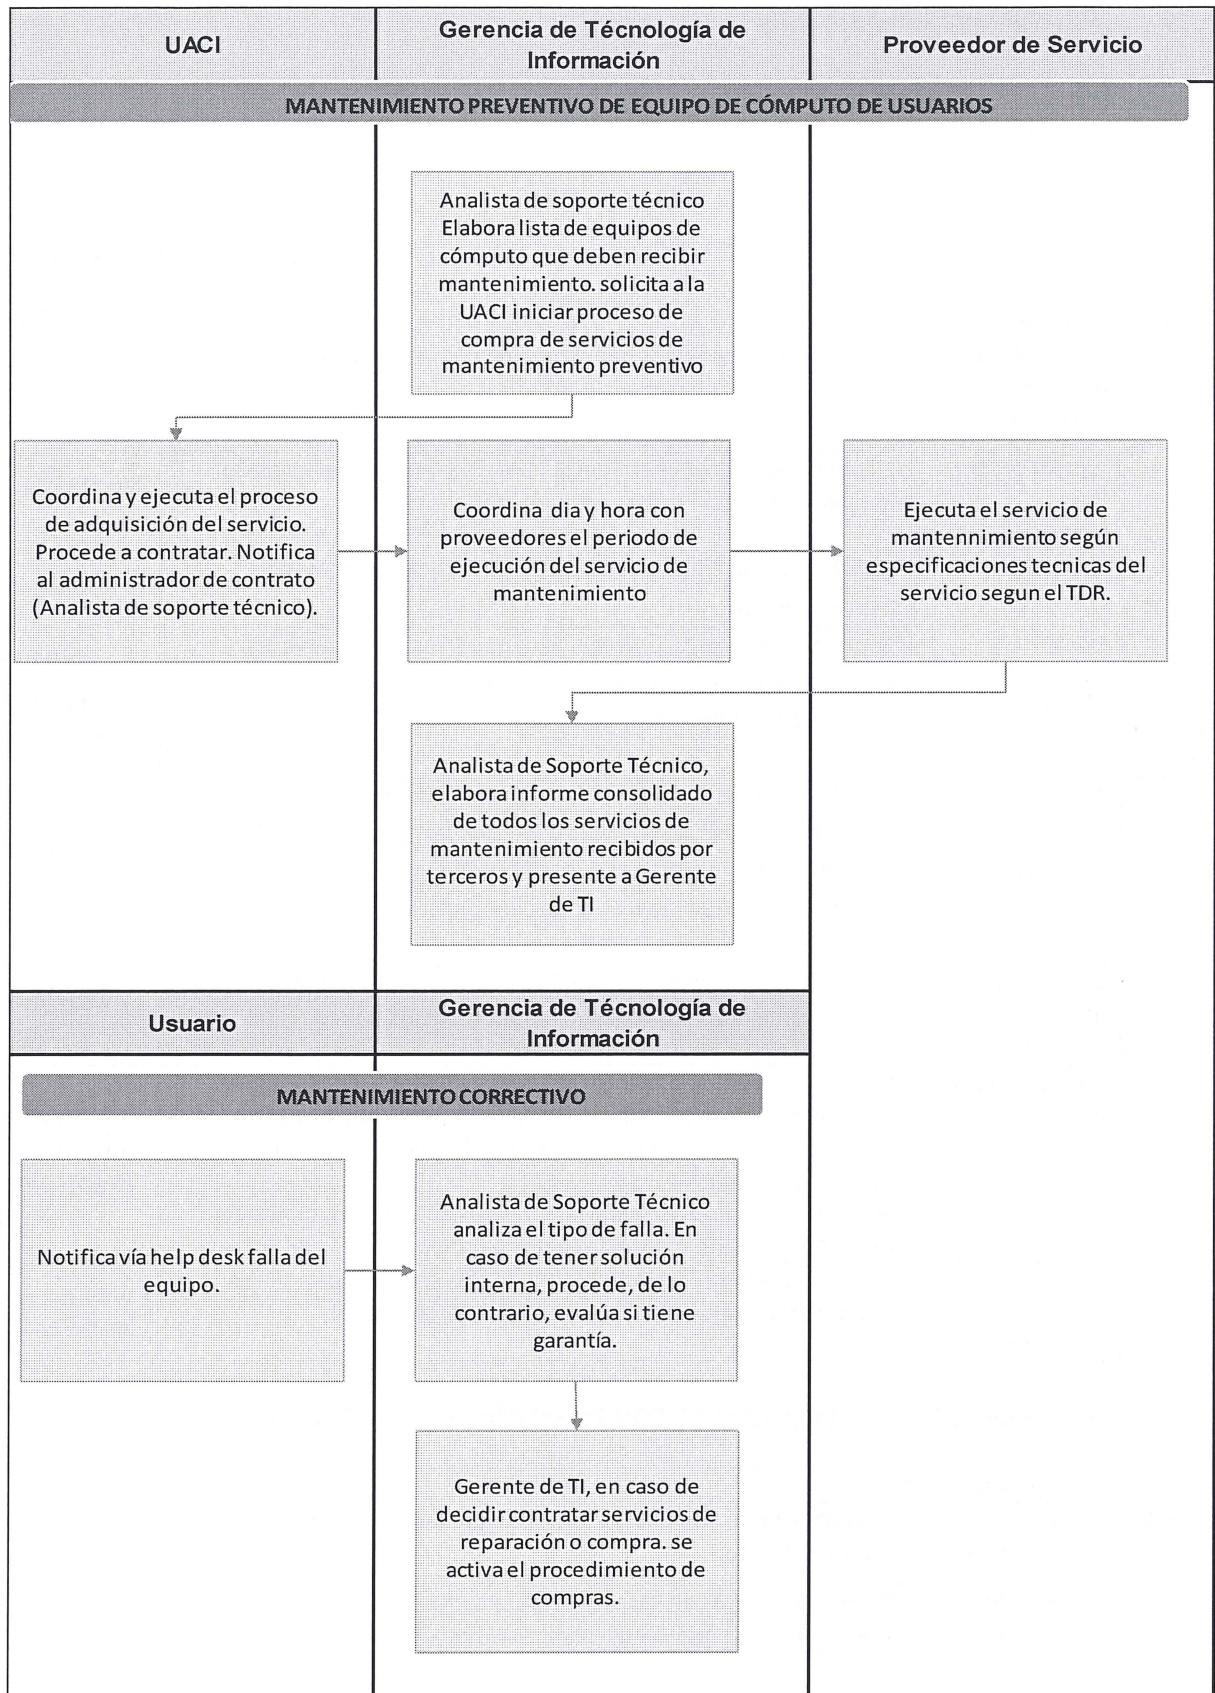 UACI
Gerencia de Técnología de
Información
Proveedor de Servicio
MANTENIMIENTO PREVENTIVO DE EQUIPO DE CÓMPUTO DE USUARIOS
Analista de soporte técnico
Elabora lista de equipos de
cómputo que deben recibir
mantenimiento. solicita a la
UACI iniciar proceso de
compra de servicios de
mantenimiento preventivo
Coordina y ejecuta el proceso
de adquisición del servicio.
Procede a contratar. Notifica
al administrador de contrato
(Analista de soporte técnico).
Coordina dia y hora con
proveedores el periodo de
ejecución del servicio de
mantenimiento
Ejecuta el servicio de
mantennimiento según
especificaciones tecnicas del
servicio segun el TDR.
Analista de Soporte Técnico,
elabora informe consolidado
de todos los servicios de
mantenimiento recibidos por
terceros y presente a Gerente
de TI
Usuario
Gerencia de Técnología de
Información
MANTENIMIENTO CORRECTIVO
Notifica vía help desk falla del
equipo.
Analista de Soporte Técnico
analiza el tipo de falla. En
caso de tener solución
interna, procede, de lo
contrario, evalúa si tiene
garantía.
Gerente de TI, en caso de
decidir contratar servicios de
reparación o compra. se
activa el procedimiento de
compras.